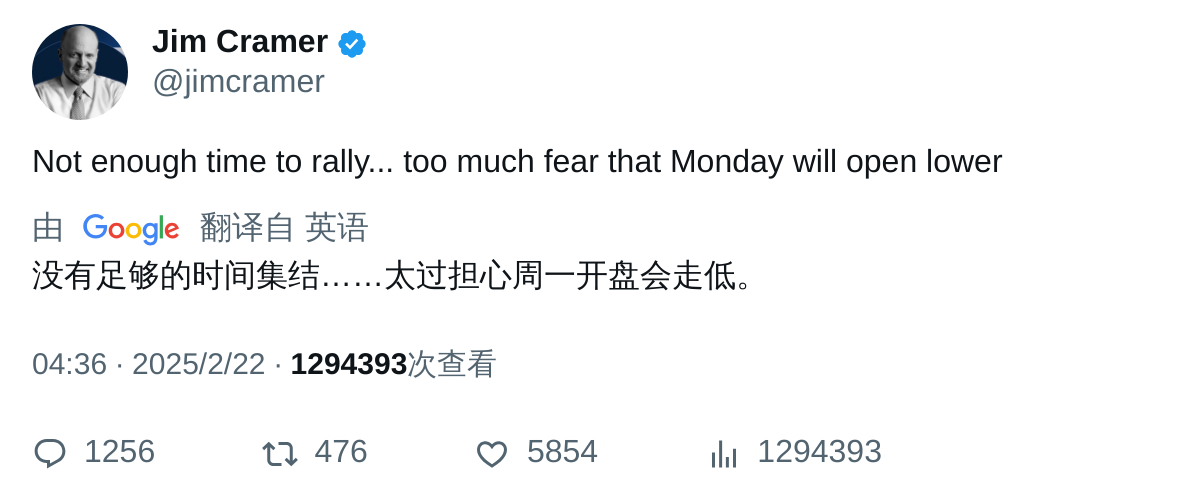 Jim Cramer
@jimcramer
Not enough time to rally... too much fear that Monday will open lower
由 Google 翻译自 英语
没有足够的时间集结……太过担心周一开盘会走低。
04:36 · 2025/2/22 · 1294393次查看
1256 476 5854 1294393